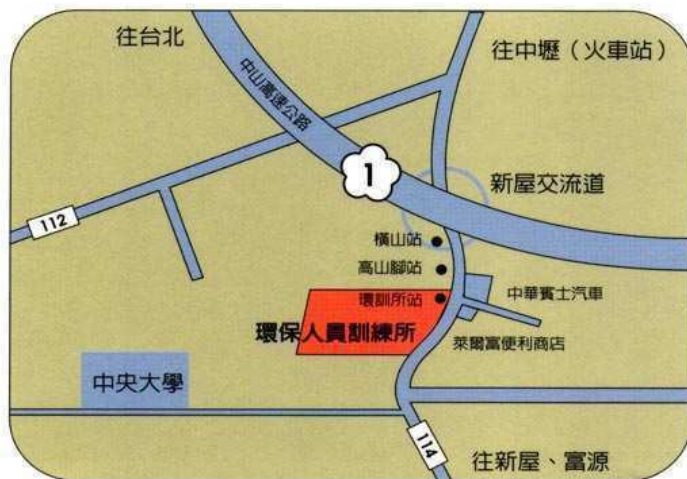 往台北
往中壢（火車站）
中山高速公路
1
新屋交流道
112
橫山站
高山腳站
環訓所站
中華賓士汽車
環保人員訓練所
萊爾富便利商店
中央大學
114
往新屋、富源